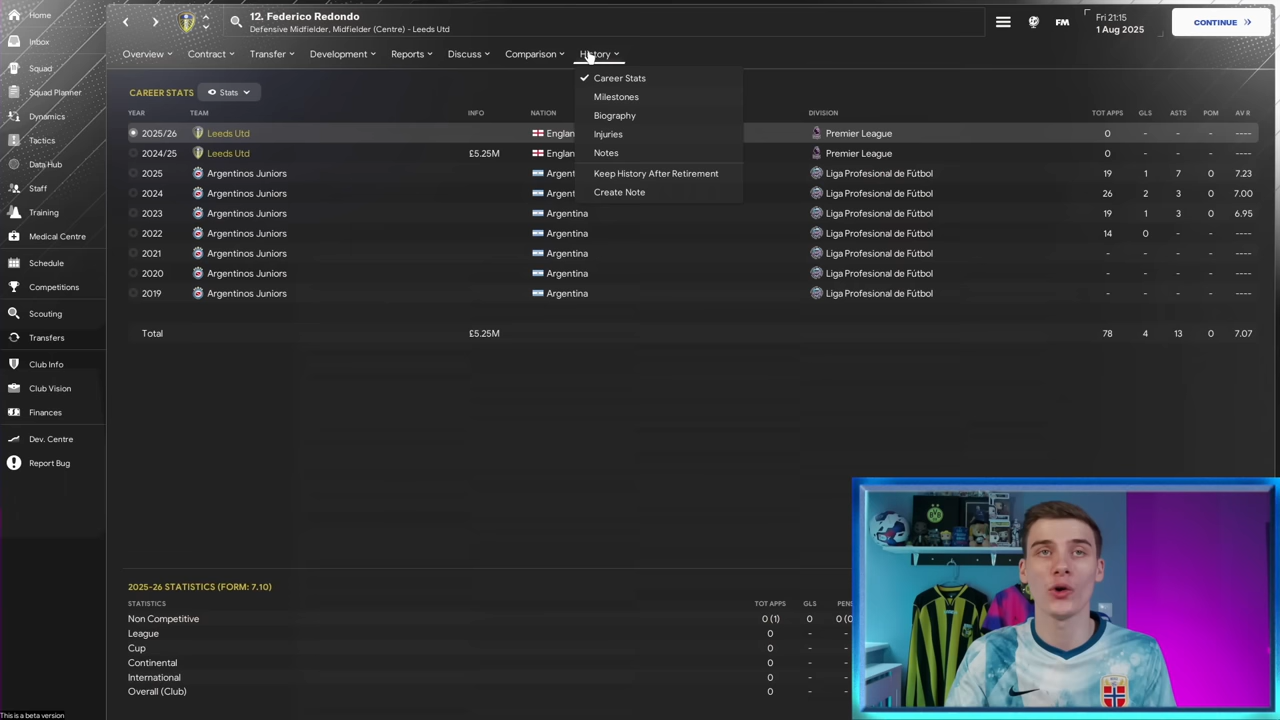 Home
Inbox
Squad
Squad Planner
Dynamics
Tactics
Data Hub
Staff
Training
Medical Centre
Schedule
Competitions
Scouting
Transfers
Club Info
Club Vision
Finances
Dev. Centre
Report Bug
This is a beta version
12. Federico Redondo
Defensive Midfielder, Midfielder (Centre) - Leeds Utd
FM
Fri 21:15
1 Aug 2025
CONTINUE
Overview Contract Transfer Development Reports Discuss Comparison History
Career Stats
Milestones
Biography
Injuries
Notes
Keep History After Retirement
Create Note
CAREER STATS Stats
YEAR TEAM INFO NATION DIVISION TOT APPS GLS ASTS POM AV R
2025/26 Leeds Utd Englan Premier League 0 - - - ----
2024/25 Leeds Utd £5.25M Englan Premier League 0 - - - ----
2025 Argentinos Juniors Argent Liga Profesional de Fútbol 19 1 7 0 7.23
2024 Argentinos Juniors Argent Liga Profesional de Fútbol 26 2 3 0 7.00
2023 Argentinos Juniors Argentina Liga Profesional de Fútbol 19 1 3 0 6.95
2022 Argentinos Juniors Argentina Liga Profesional de Fútbol 14 0 - - ----
2021 Argentinos Juniors Argentina Liga Profesional de Fútbol - - - - ----
2020 Argentinos Juniors Argentina Liga Profesional de Fútbol - - - - ----
2019 Argentinos Juniors Argentina Liga Profesional de Fútbol - - - - ----
Total £5.25M 78 4 13 0 7.07
2025-26 STATISTICS (FORM: 7.10)
STATISTICS TOT APPS GLS PENS
Non Competitive 0 (1) 0 0 (0
League 0 - -
Cup 0 - -
Continental 0 - -
International 0 - -
Overall (Club) 0 - -